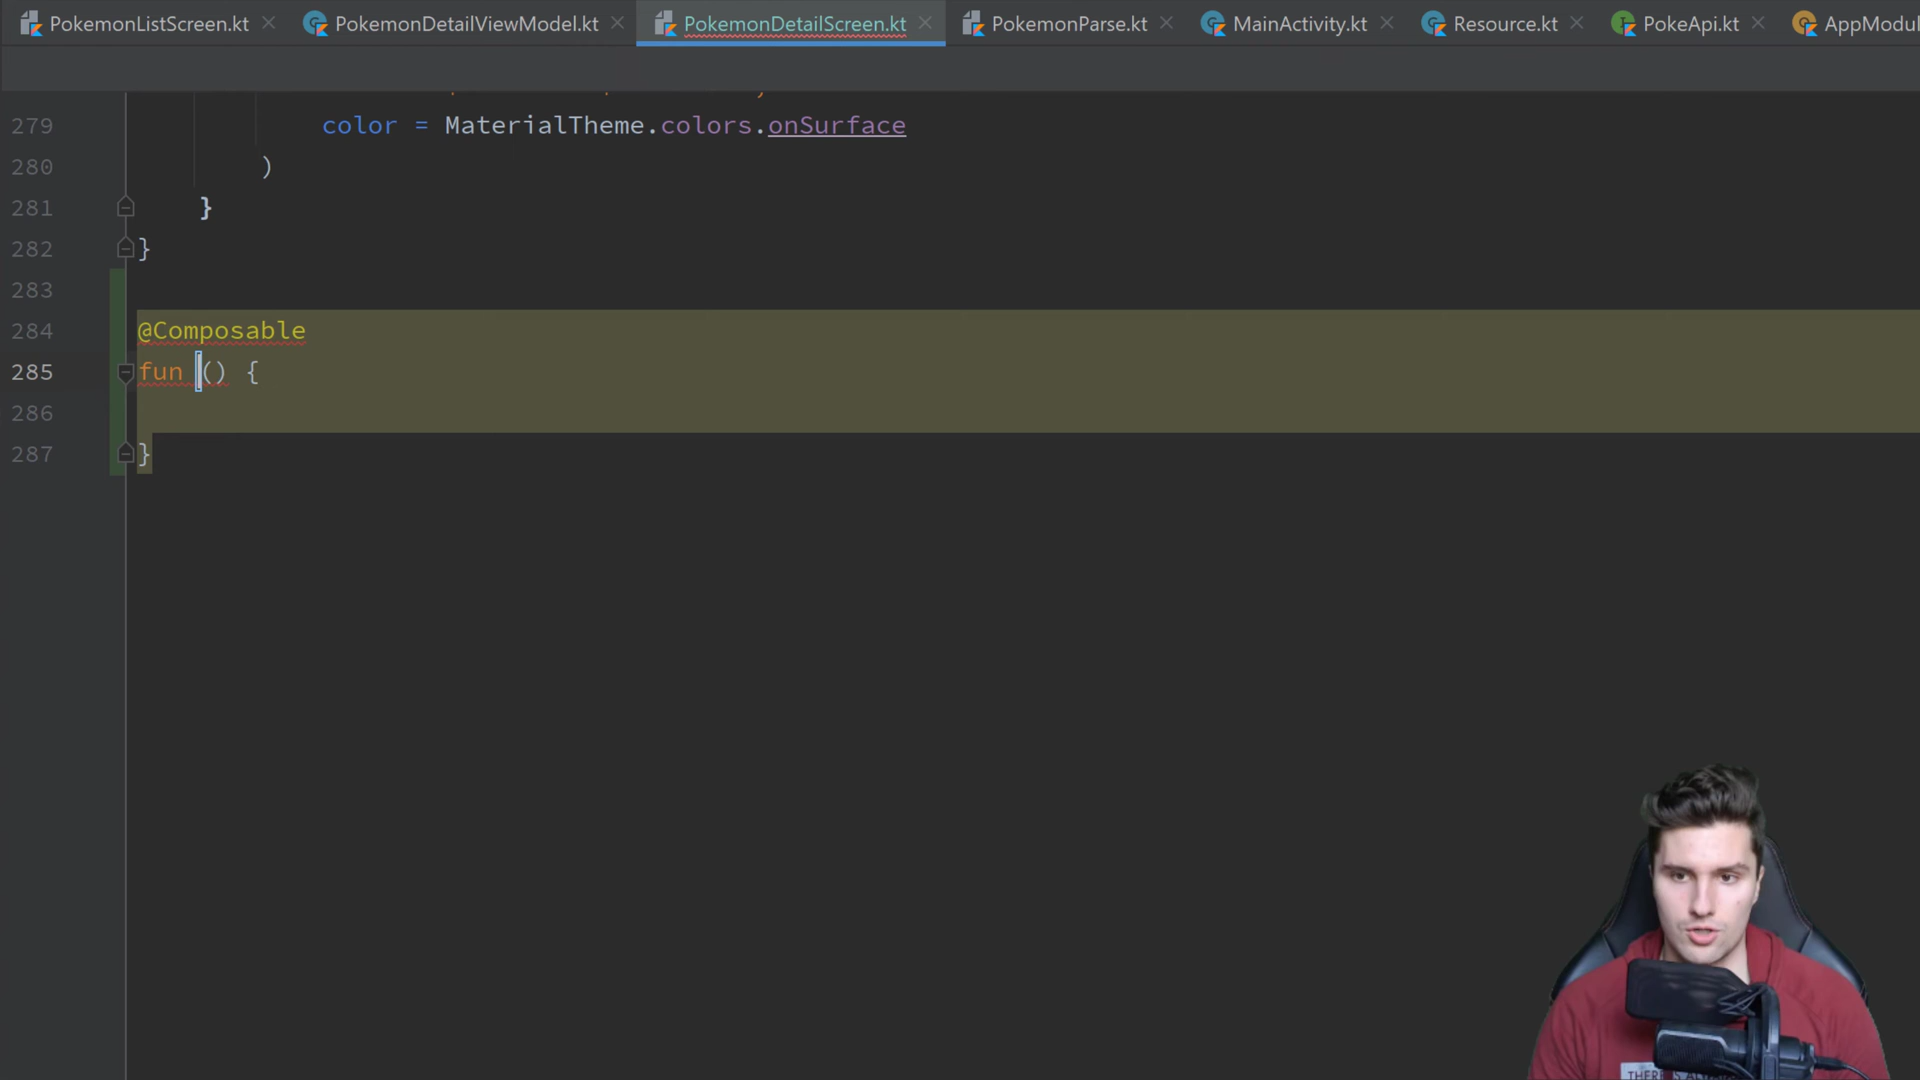 PokemonListScreen.kt
PokemonDetailViewModel.kt
PokemonDetailScreen.kt
PokemonParse.kt
MainActivity.kt
Resource.kt
PokeApi.kt
AppModul
279 color = MaterialTheme.colors.onSurface
280 )
281 }
282 }
283
284 @Composable
285 fun () {
286
287 }